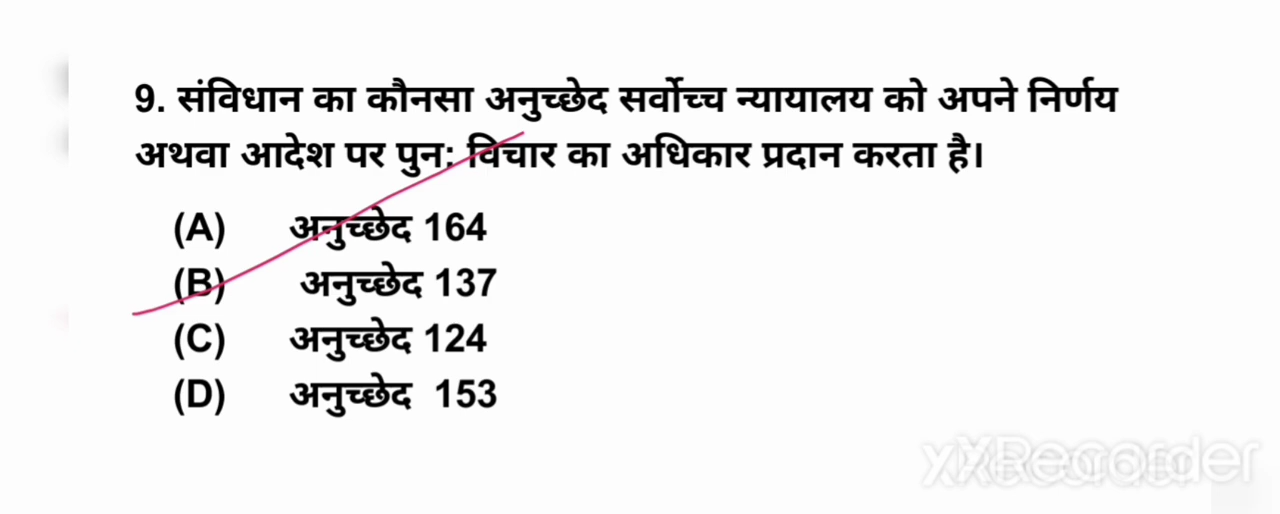 9. संविधान का कौनसा अनुच्छेद सर्वोच्च न्यायालय को अपने निर्णय
अथवा आदेश पर पुन: विचार का अधिकार प्रदान करता है।
(A) अनुच्छेद 164
(B) अनुच्छेद 137
(C) अनुच्छेद 124
(D) अनुच्छेद 153
XRecorder